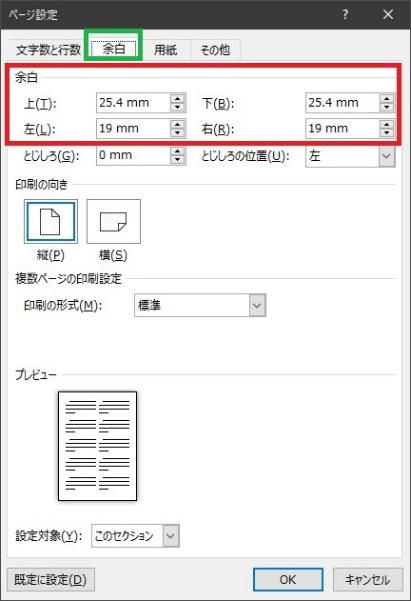 ページ設定 ? ×
文字数と行数 余白 用紙 その他
余白
上(T): 25.4 mm 下(B): 25.4 mm
左(L): 19 mm 右(R): 19 mm
とじしろ(G): 0 mm とじしろの位置(U): 左
印刷の向き
縦(P) 横(S)
複数ページの印刷設定
印刷の形式(M): 標準
プレビュー
設定対象(Y): このセクション
既定に設定(D) OK キャンセル